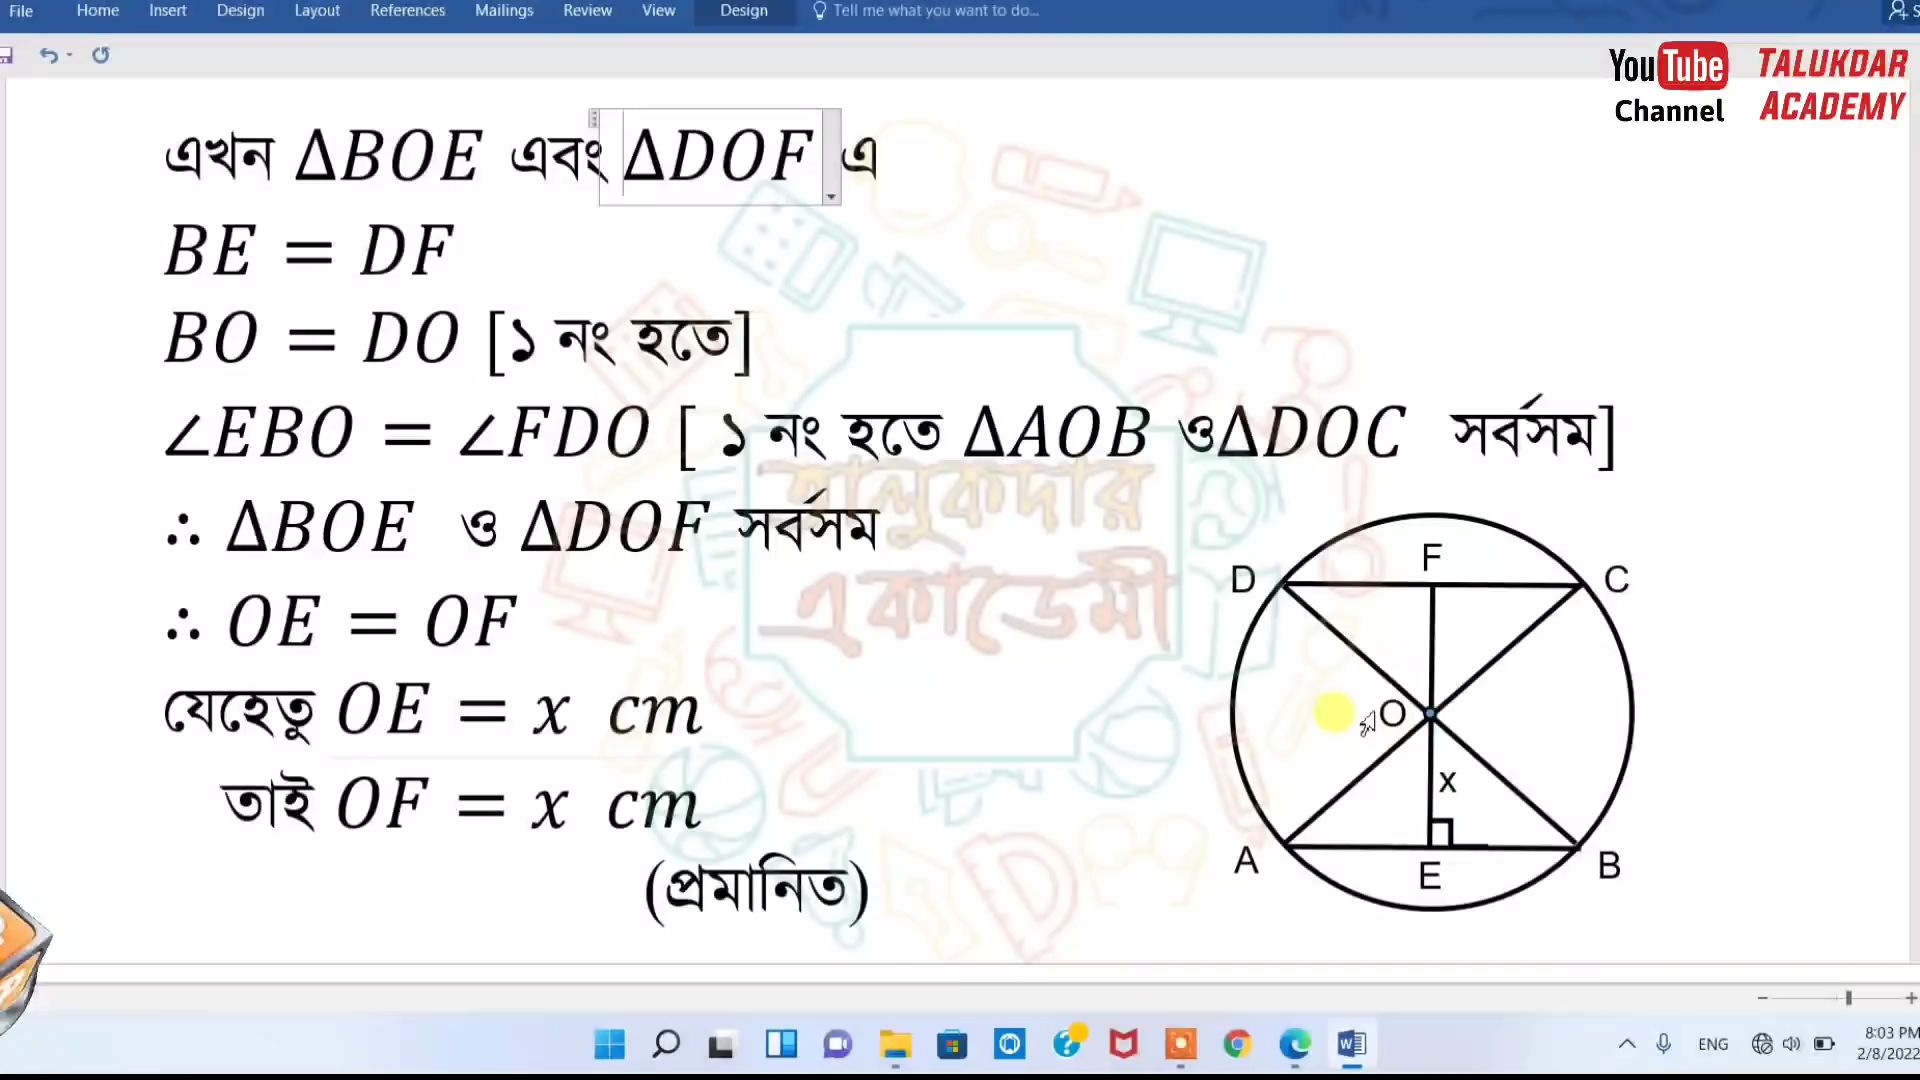 File Home Insert Design Layout References Mailings Review View Design Tell me what you want to do...
YouTube Channel
TALUKDAR ACADEMY
এখন ΔBOE এবং ΔDOF এ
BE = DF
BO = DO [১ নং হতে]
∠EBO = ∠FDO [ ১ নং হতে ΔAOB ওΔDOC সর্বসম]
∴ ΔBOE ও ΔDOF সর্বসম
∴ OE = OF
যেহেতু OE = x cm
তাই OF = x cm
(প্রমানিত)
তালুকদার
একাডেমী
D F C
O
x
A E B
ENG
8:03 PM
2/8/2022